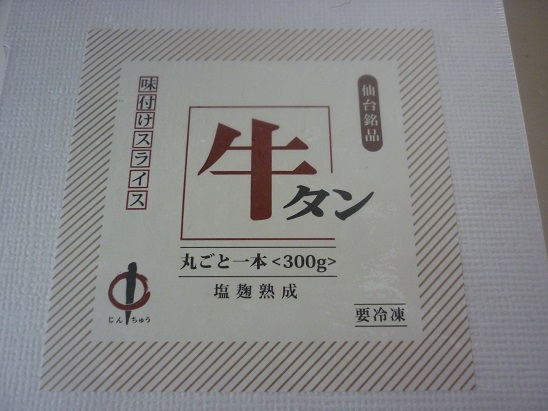 仙台銘品
味付けスライス
牛タン
丸ごと一本<300g>
塩麹熟成
じんちゅう
要冷凍